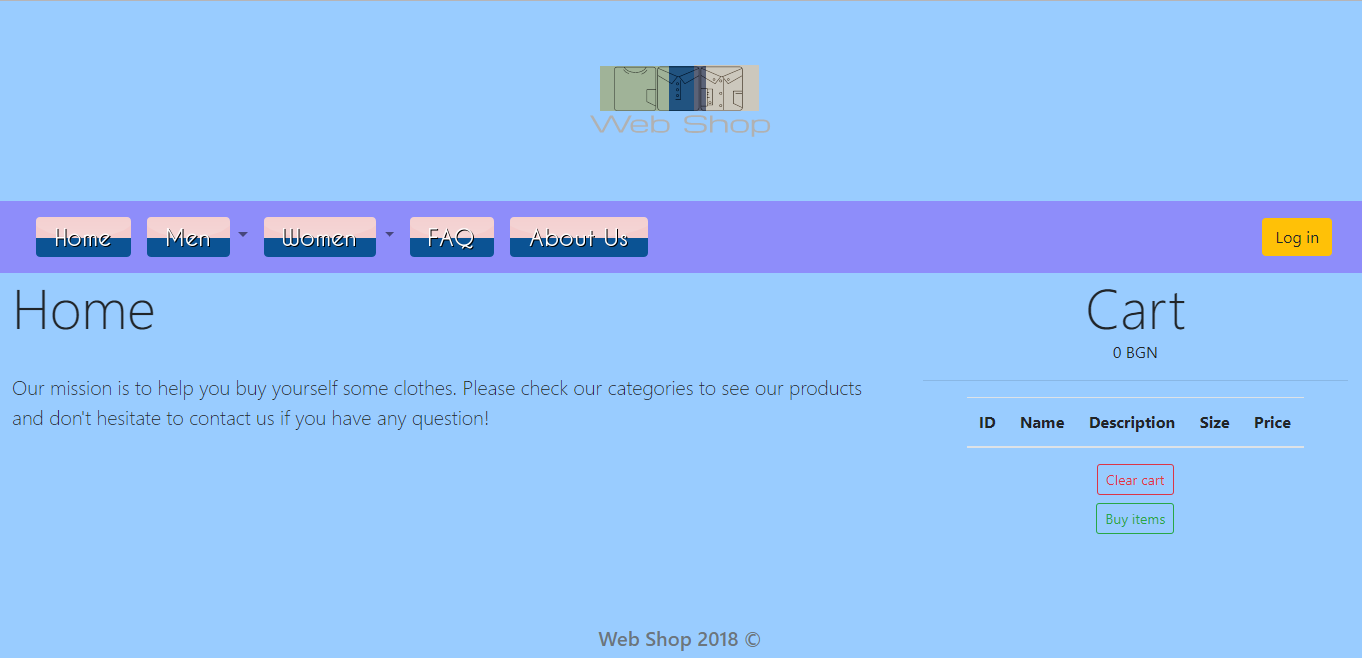 Web Shop
Home Men Women FAQ About Us Log in
Home
Our mission is to help you buy yourself some clothes. Please check our categories to see our products
and don't hesitate to contact us if you have any question!
Cart
0 BGN
ID Name Description Size Price
Clear cart
Buy items
Web Shop 2018 ©